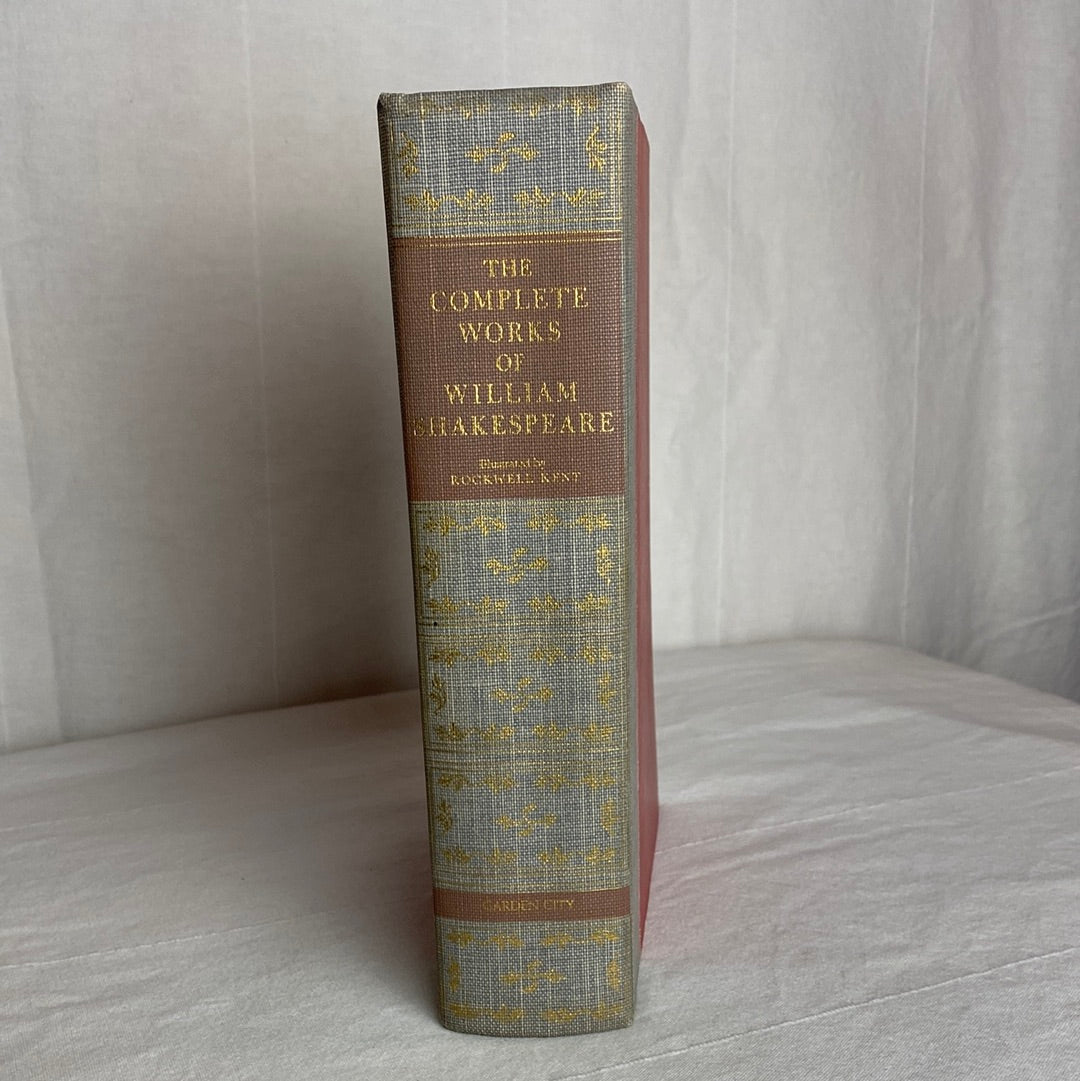 THE
COMPLETE
WORKS
OF
WILLIAM
SHAKESPEARE
Illustrated by
ROCKWELL KENT
GARDEN CITY